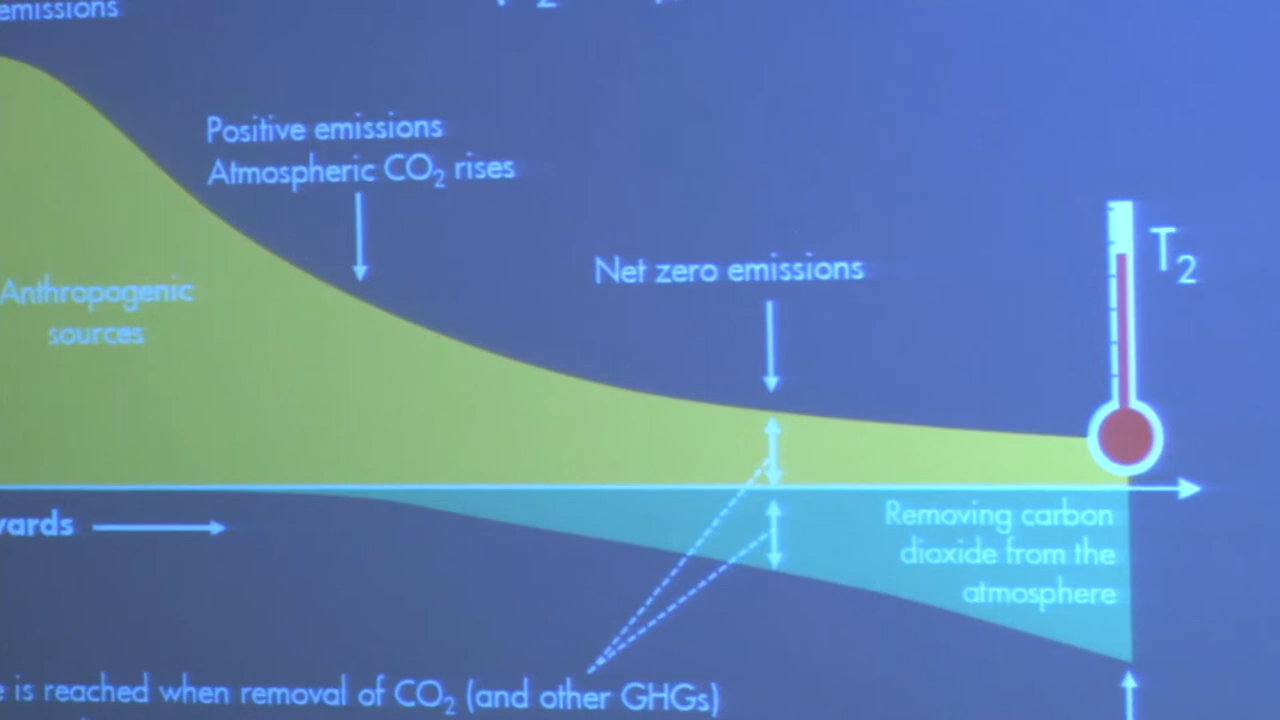 emissions
Positive emissions
Atmospheric CO₂ rises
Net zero emissions
T₂
Anthropogenic
sources
Removing carbon
dioxide from the
atmosphere
is reached when removal of CO₂ (and other GHGs)